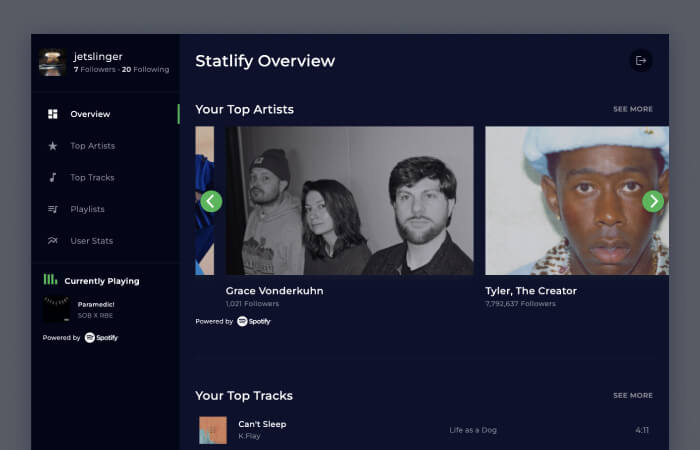 jetslinger
7 Followers · 20 Following
Overview
Top Artists
Top Tracks
Playlists
User Stats
Currently Playing
Paramedic!
SOB X RBE
Powered by Spotify
Statlify Overview
Your Top Artists
SEE MORE
Grace Vonderkuhn
1,021 Followers
Tyler, The Creator
7,792,637 Followers
Powered by Spotify
Your Top Tracks
SEE MORE
Can't Sleep
K.Flay
Life as a Dog
4:11